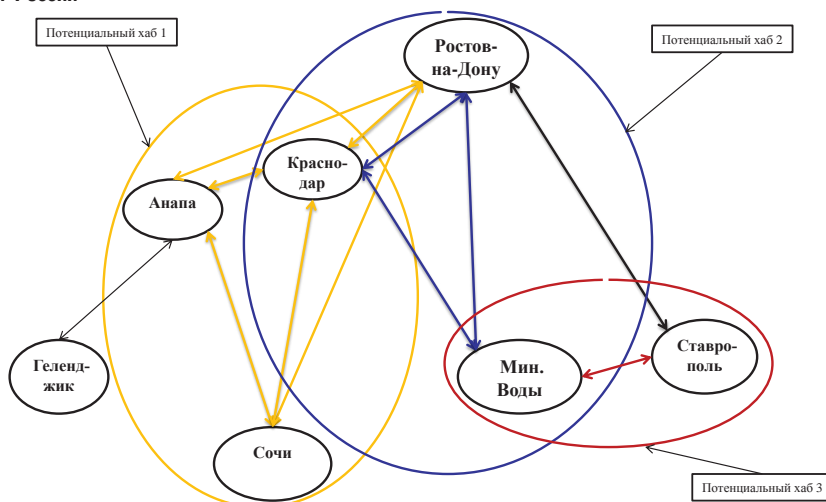 Потенциальный хаб 1
Ростов-
на-Дону
Потенциальный хаб 2
Красно-
дар
Анапа
Геленд-
жик
Мин.
Воды
Ставро-
поль
Сочи
Потенциальный хаб 3